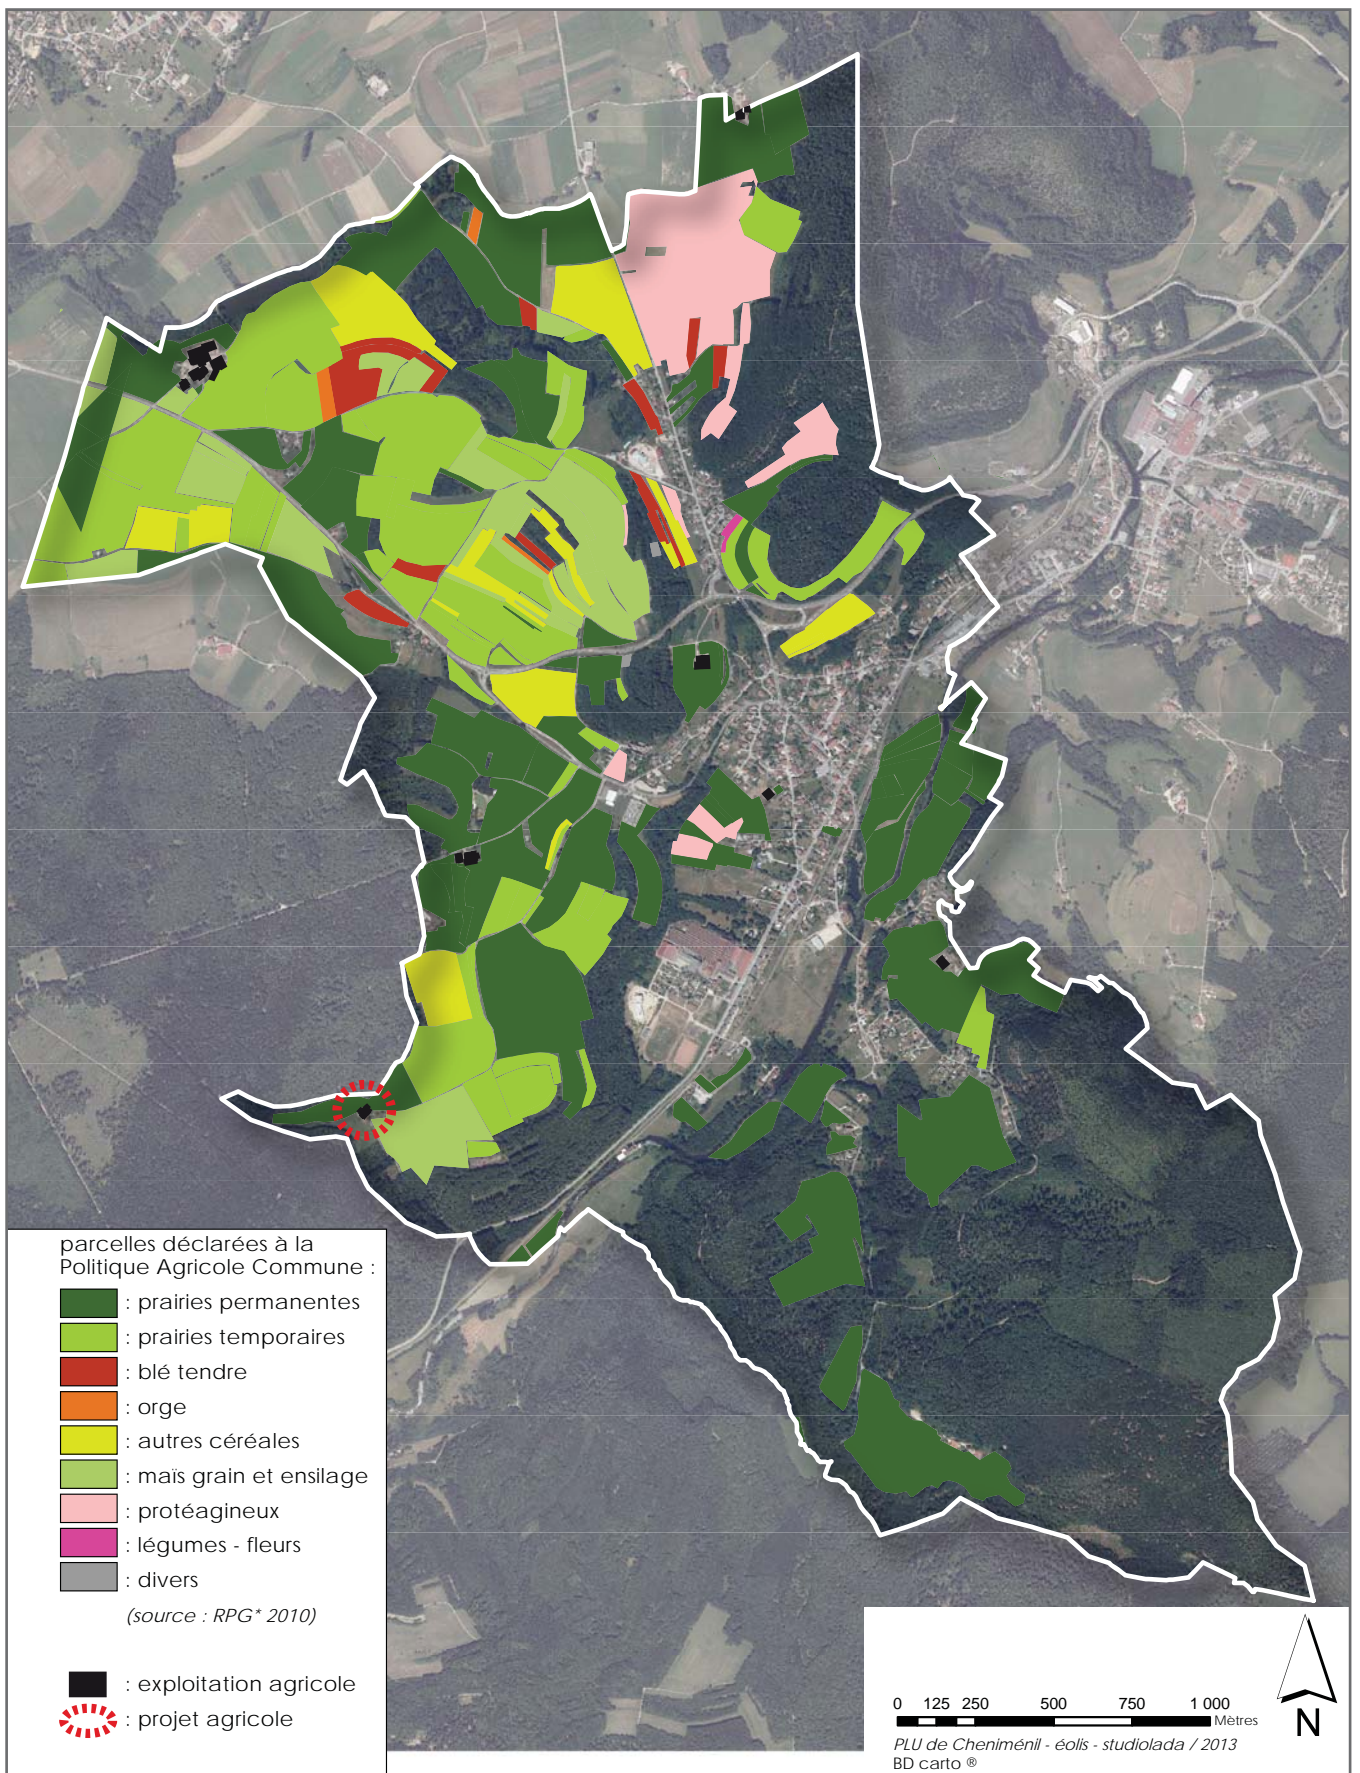 parcelles déclarées à la
Politique Agricole Commune :
: prairies permanentes
: prairies temporaires
: blé tendre
: orge
: autres céréales
: maïs grain et ensilage
: protéagineux
: légumes - fleurs
: divers
(source : RPG* 2010)
: exploitation agricole
: projet agricole
0 125 250 500 750 1 000
Mètres
N
PLU de Cheniménil - éolis - studiolada / 2013
BD carto ®